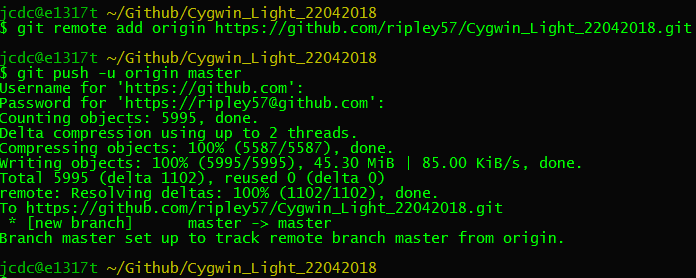 jcdc@e1317t ~/Github/Cygwin_Light_22042018
$ git remote add origin https://github.com/ripley57/Cygwin_Light_22042018.git
jcdc@e1317t ~/Github/Cygwin_Light_22042018
$ git push -u origin master
Username for 'https://github.com':
Password for 'https://ripley57@github.com':
Counting objects: 5995, done.
Delta compression using up to 2 threads.
Compressing objects: 100% (5587/5587), done.
Writing objects: 100% (5995/5995), 45.30 MiB | 85.00 KiB/s, done.
Total 5995 (delta 1102), reused 0 (delta 0)
remote: Resolving deltas: 100% (1102/1102), done.
To https://github.com/ripley57/Cygwin_Light_22042018.git
 * [new branch]      master -> master
Branch master set up to track remote branch master from origin.
jcdc@e1317t ~/Github/Cygwin_Light_22042018
$